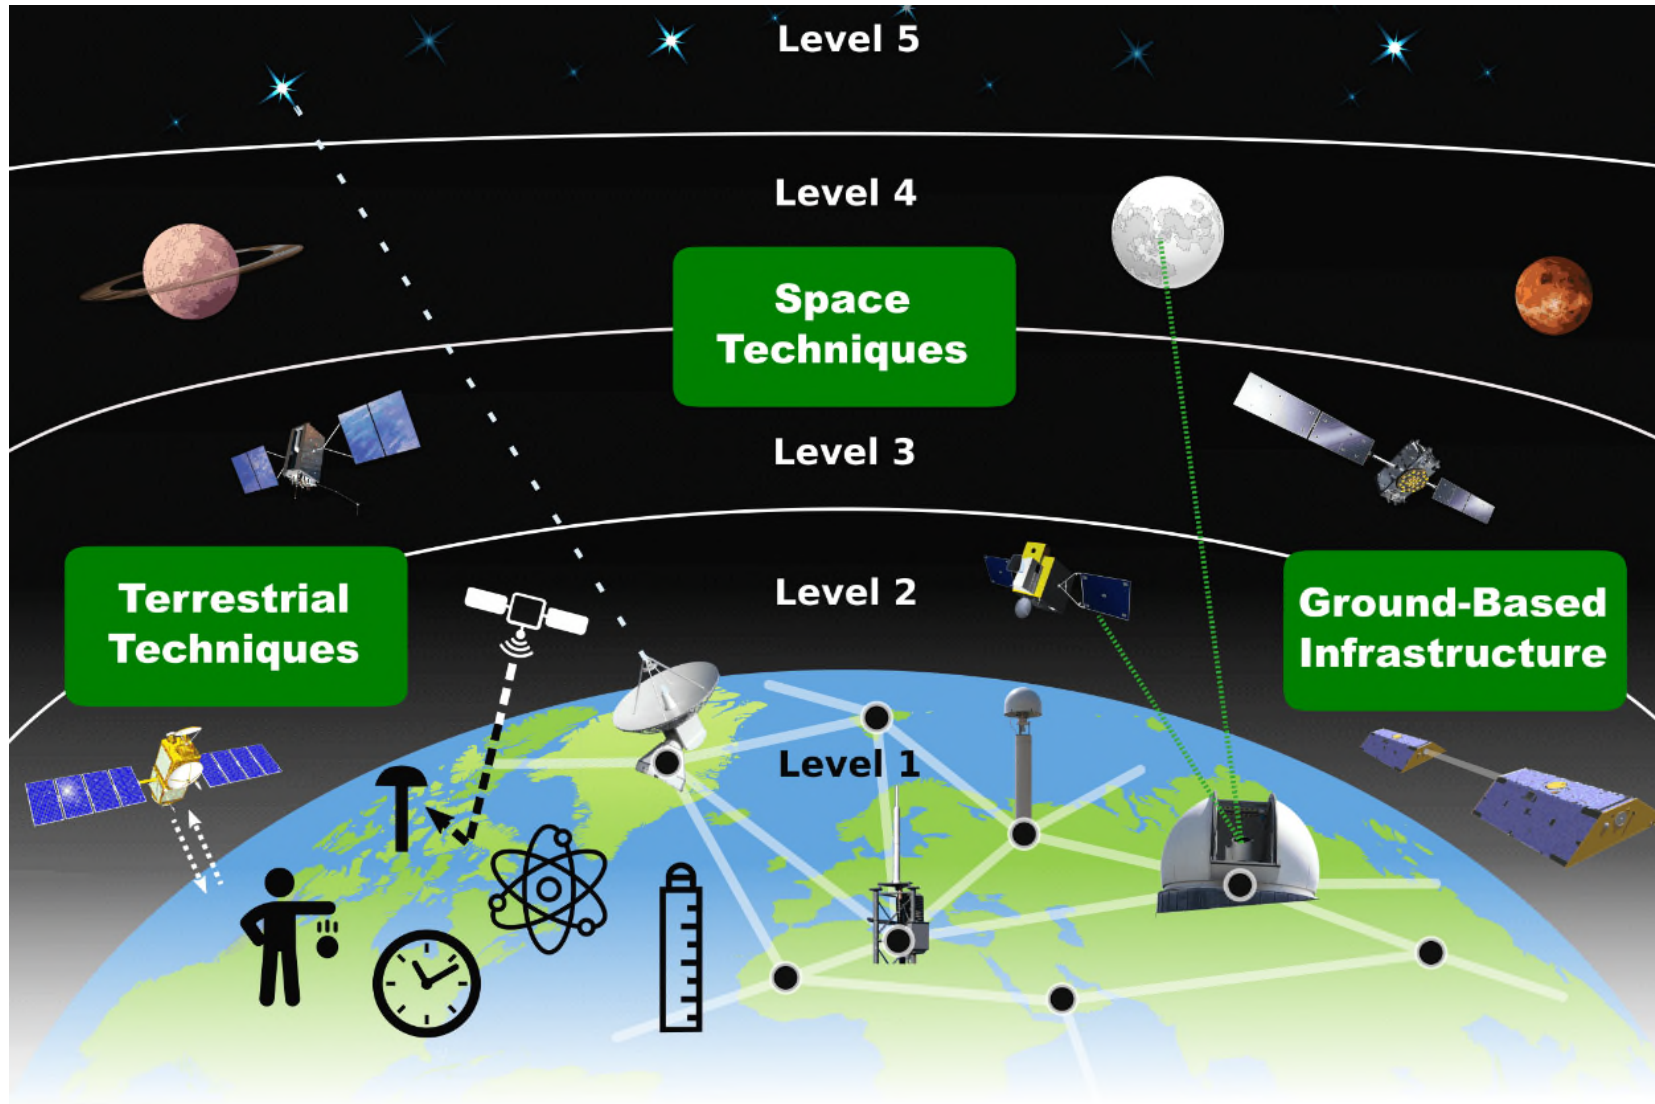 Level 5
Level 4
Space
Techniques
Level 3
Level 2
Terrestrial
Techniques
Ground-Based
Infrastructure
Level 1